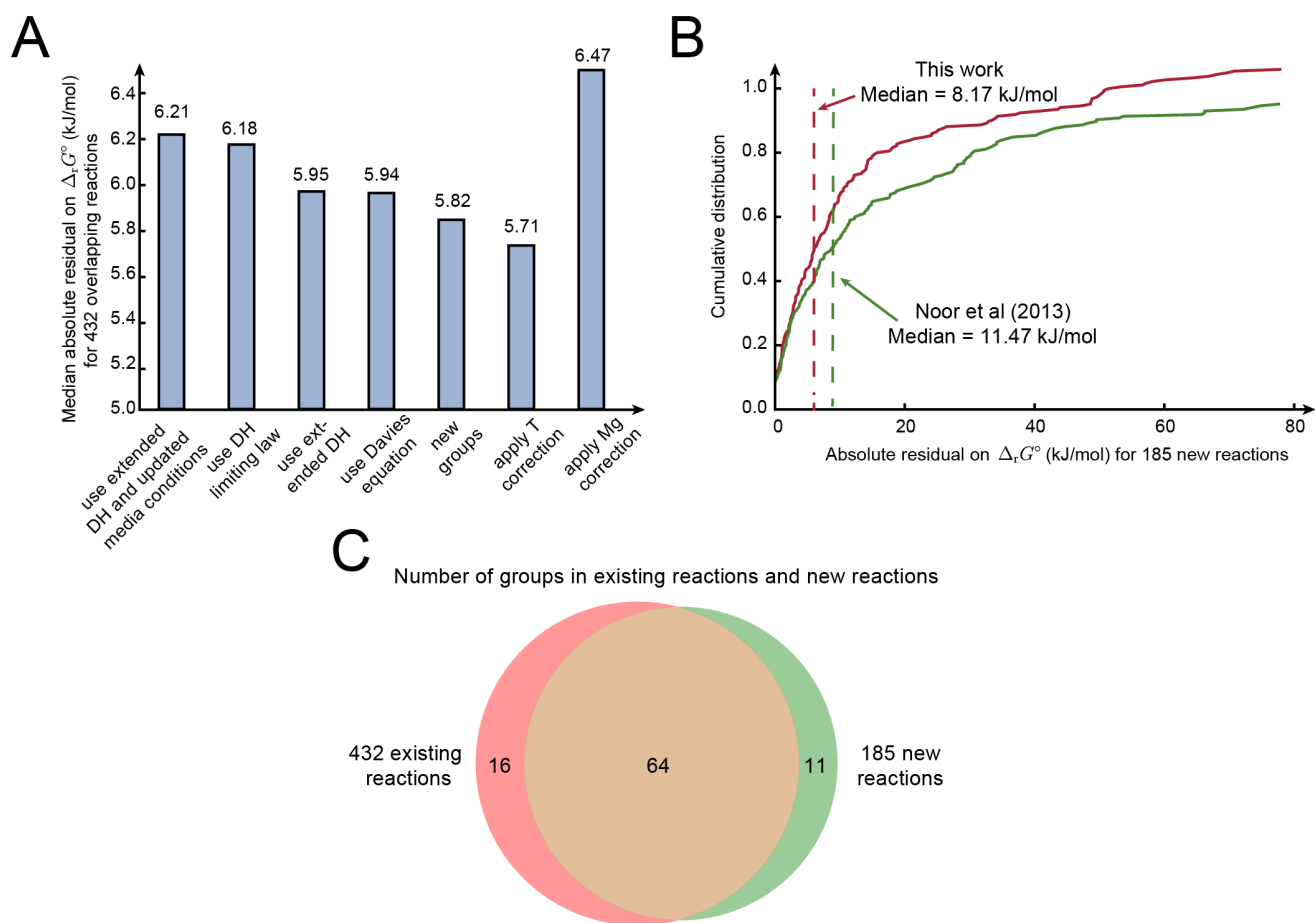 A
Median absolute residual on ΔrG° (kJ/mol)
for 432 overlapping reactions
6.4
6.2
6.0
5.8
5.6
5.4
5.2
5.0
6.21
6.18
5.95
5.94
5.82
5.71
6.47
use extended
DH and updated
media conditions
use DH
limiting law
use ext-
ended DH
use Davies
equation
new
groups
apply T
correction
apply Mg
correction
B
Cumulative distribution
1.0
0.8
0.6
0.4
0.2
0.0
This work
Median = 8.17 kJ/mol
Noor et al (2013)
Median = 11.47 kJ/mol
0
20
40
60
80
Absolute residual on ΔrG° (kJ/mol) for 185 new reactions
C
Number of groups in existing reactions and new reactions
432 existing
reactions
16
64
11
185 new
reactions